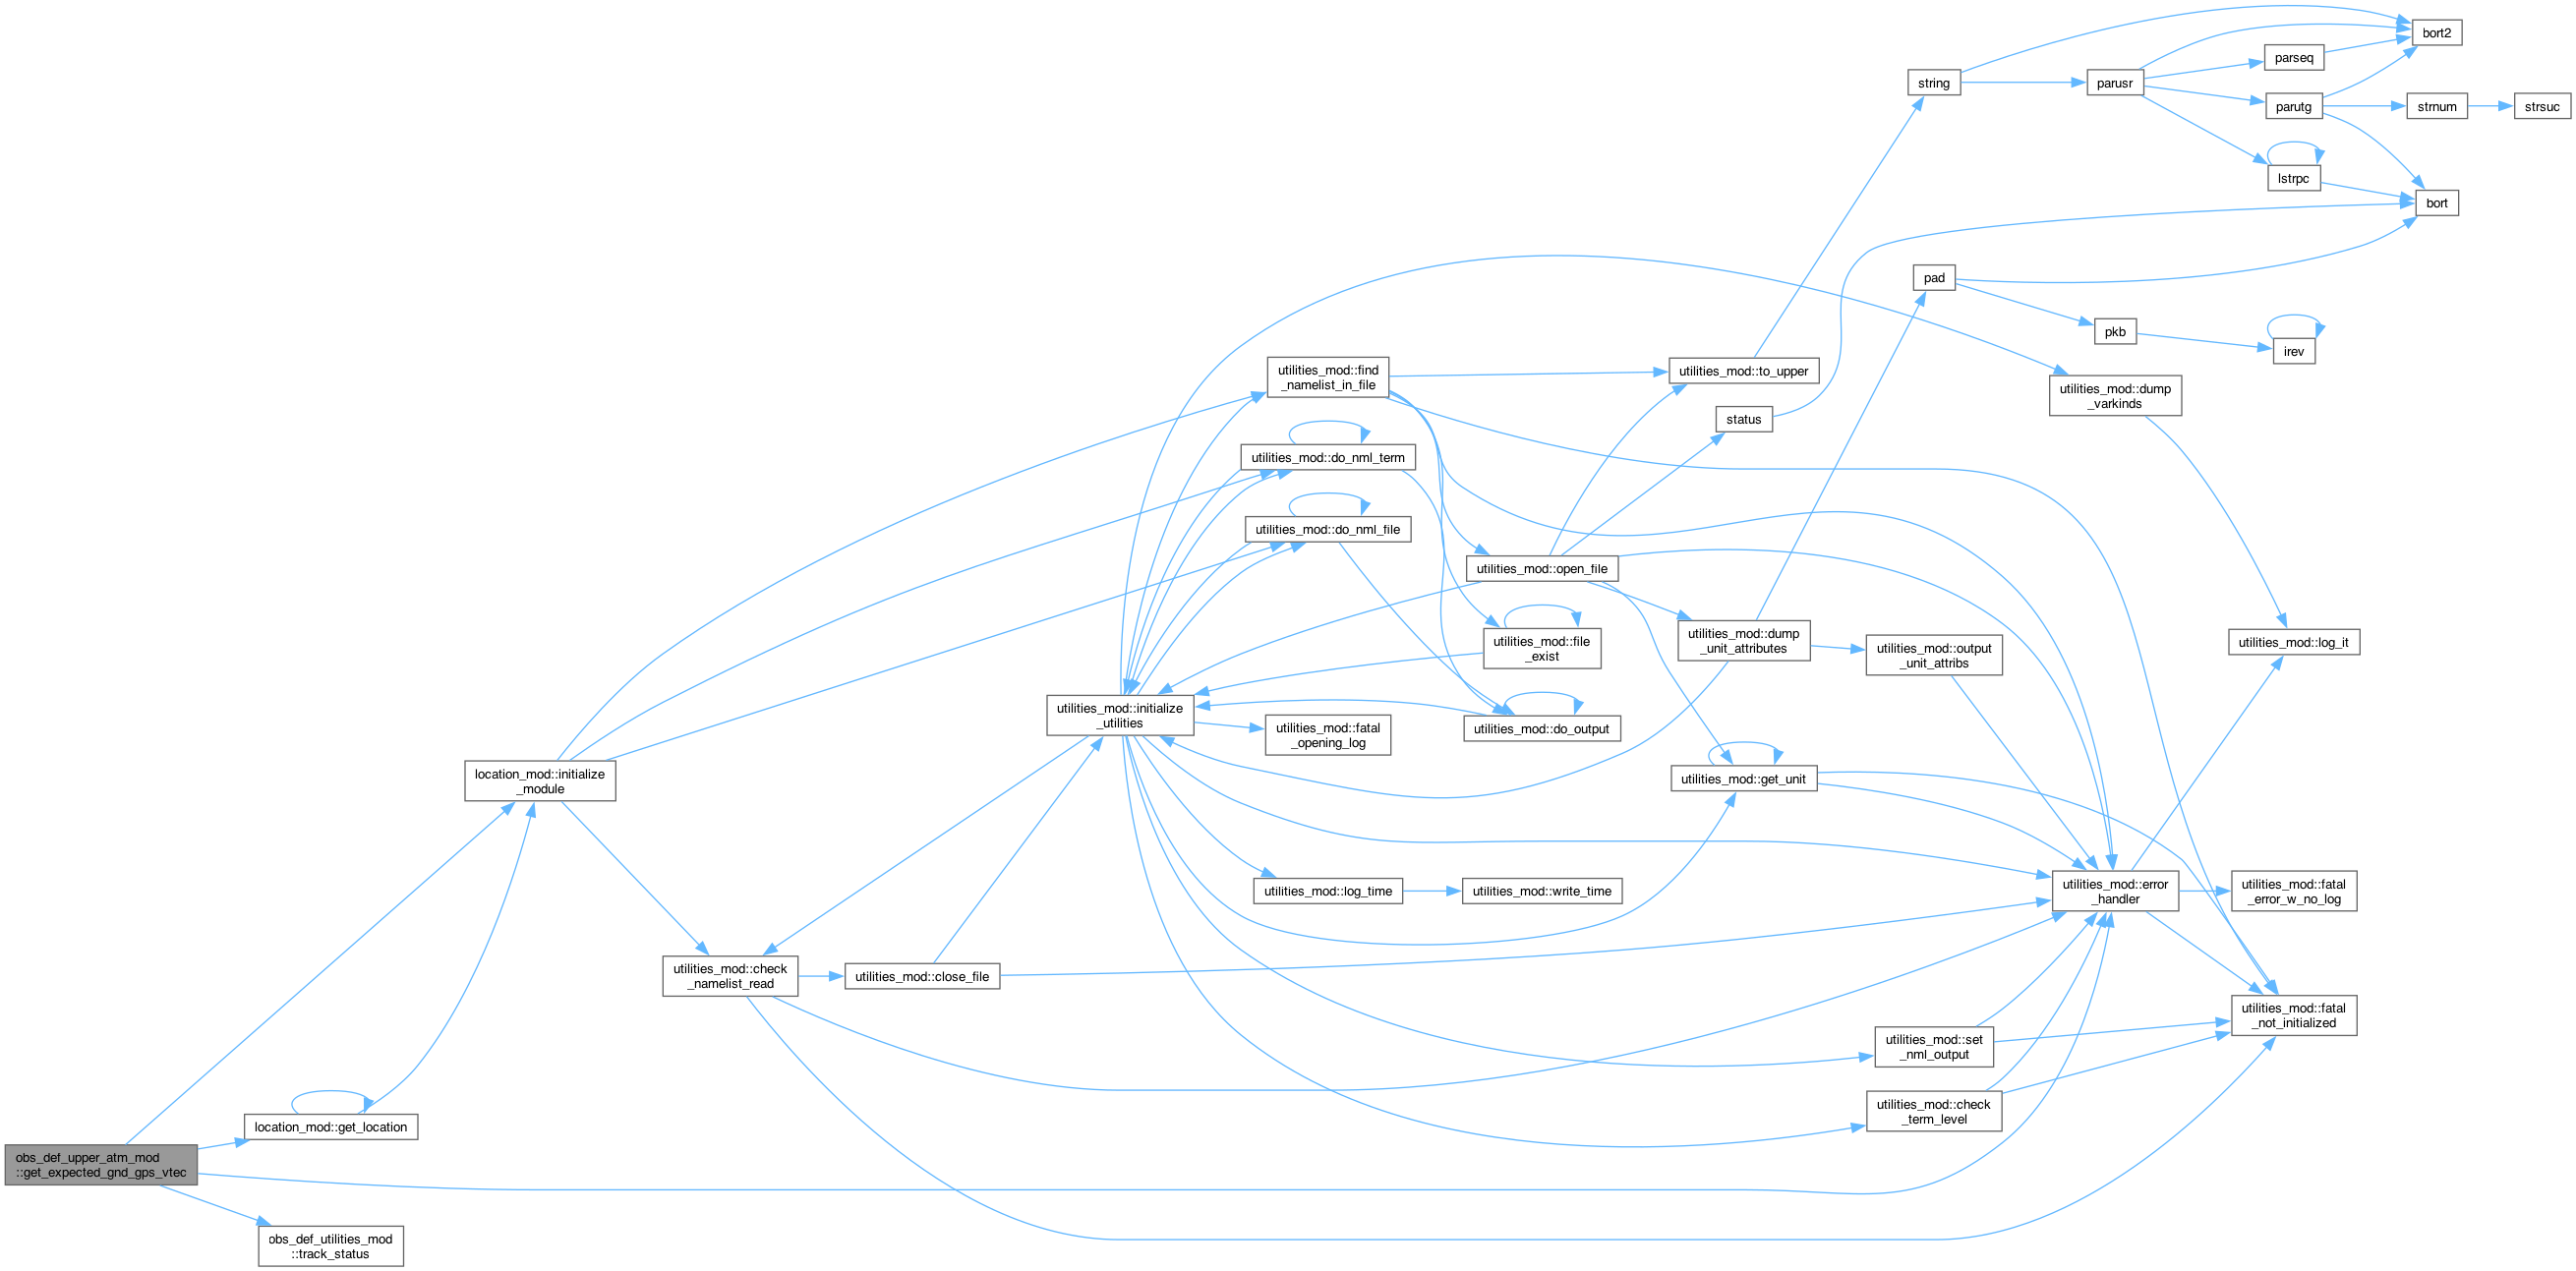 bort2
parseq
string
parusr
parutg
strnum
strsuc
lstrpc
bort
pad
pkb
irev
utilities_mod::find
_namelist_in_file
utilities_mod::to_upper
utilities_mod::dump
_varkinds
status
utilities_mod::do_nml_term
utilities_mod::do_nml_file
utilities_mod::open_file
utilities_mod::file
_exist
utilities_mod::dump
_unit_attributes
utilities_mod::output
_unit_attribs
utilities_mod::log_it
utilities_mod::initialize
_utilities
utilities_mod::fatal
_opening_log
utilities_mod::do_output
location_mod::initialize
_module
utilities_mod::get_unit
utilities_mod::log_time
utilities_mod::write_time
utilities_mod::error
_handler
utilities_mod::fatal
_error_w_no_log
utilities_mod::check
_namelist_read
utilities_mod::close_file
utilities_mod::fatal
_not_initialized
utilities_mod::set
_nml_output
utilities_mod::check
_term_level
location_mod::get_location
obs_def_upper_atm_mod
::get_expected_gnd_gps_vtec
obs_def_utilities_mod
::track_status